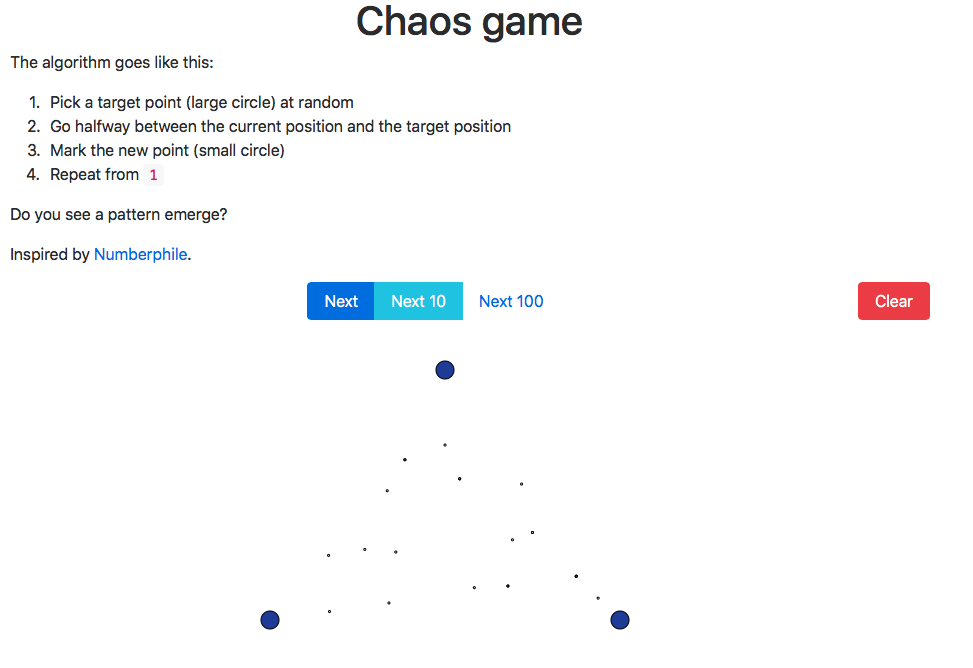 Chaos game
The algorithm goes like this:
1. Pick a target point (large circle) at random
2. Go halfway between the current position and the target position
3. Mark the new point (small circle)
4. Repeat from 1
Do you see a pattern emerge?
Inspired by Numberphile.
Next Next 10 Next 100 Clear